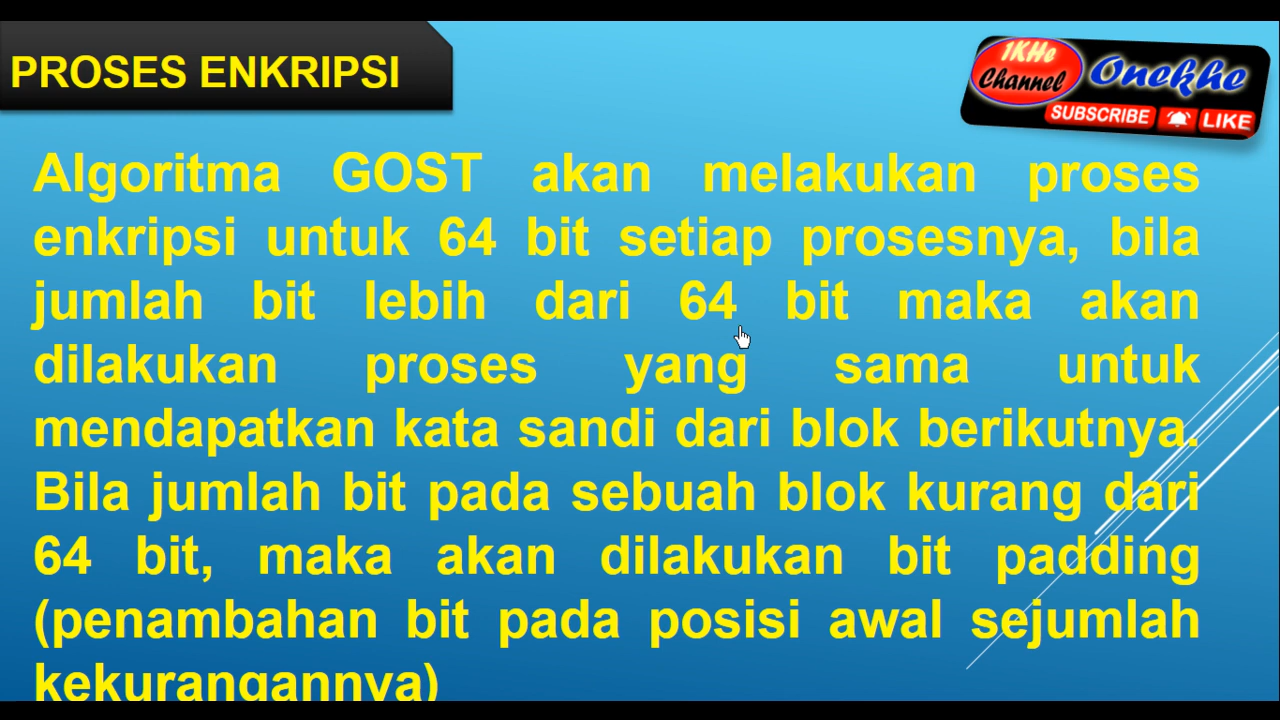 PROSES ENKRIPSI
1KHe
Channel
Onekhe
SUBSCRIBE
LIKE
Algoritma GOST akan melakukan proses
enkripsi untuk 64 bit setiap prosesnya, bila
jumlah bit lebih dari 64 bit maka akan
dilakukan proses yang sama untuk
mendapatkan kata sandi dari blok berikutnya.
Bila jumlah bit pada sebuah blok kurang dari
64 bit, maka akan dilakukan bit padding
(penambahan bit pada posisi awal sejumlah
kekurangannya)